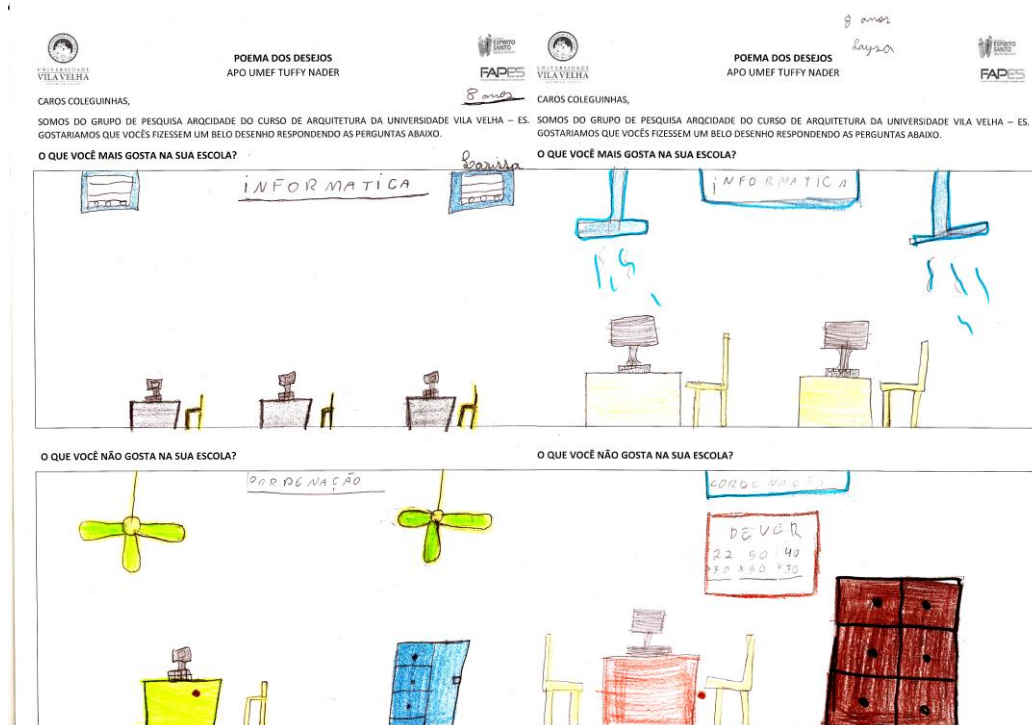 UNIVERSIDADE
VILA VELHA
POEMA DOS DESEJOS
APO UMEF TUFFY NADER
ESPIRITO
SANTO
FAPES
8 anos
CAROS COLEGUINHAS,
SOMOS DO GRUPO DE PESQUISA ARQCIDADE DO CURSO DE ARQUITETURA DA UNIVERSIDADE VILA VELHA – ES.
GOSTARIAMOS QUE VOCÊS FIZESSEM UM BELO DESENHO RESPONDENDO AS PERGUNTAS ABAIXO.
O QUE VOCÊ MAIS GOSTA NA SUA ESCOLA?
Larissa
INFORMATICA
O QUE VOCÊ NÃO GOSTA NA SUA ESCOLA?
8 anos
Laysa
UNIVERSIDADE
VILA VELHA
POEMA DOS DESEJOS
APO UMEF TUFFY NADER
ESPIRITO
SANTO
FAPES
CAROS COLEGUINHAS,
SOMOS DO GRUPO DE PESQUISA ARQCIDADE DO CURSO DE ARQUITETURA DA UNIVERSIDADE VILA VELHA – ES.
GOSTARIAMOS QUE VOCÊS FIZESSEM UM BELO DESENHO RESPONDENDO AS PERGUNTAS ABAIXO.
O QUE VOCÊ MAIS GOSTA NA SUA ESCOLA?
INFORMATICA
O QUE VOCÊ NÃO GOSTA NA SUA ESCOLA?
DEVER
22 50 40